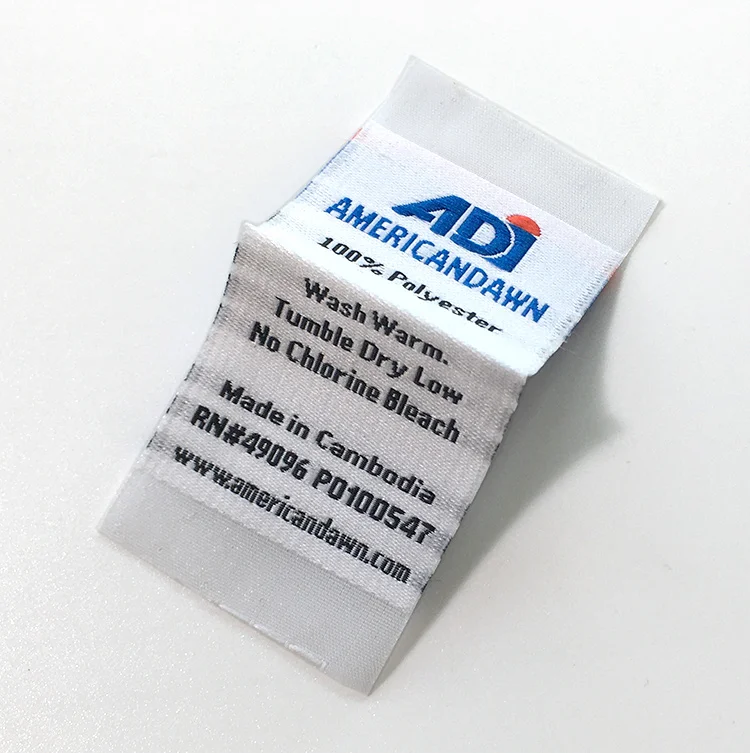 ADI
AMERICANDAWN
100% Polyester
Wash Warm.
Tumble Dry Low
No Chlorine Bleach
Made in Cambodia
RN#49096 PO100547
www.americandawn.com